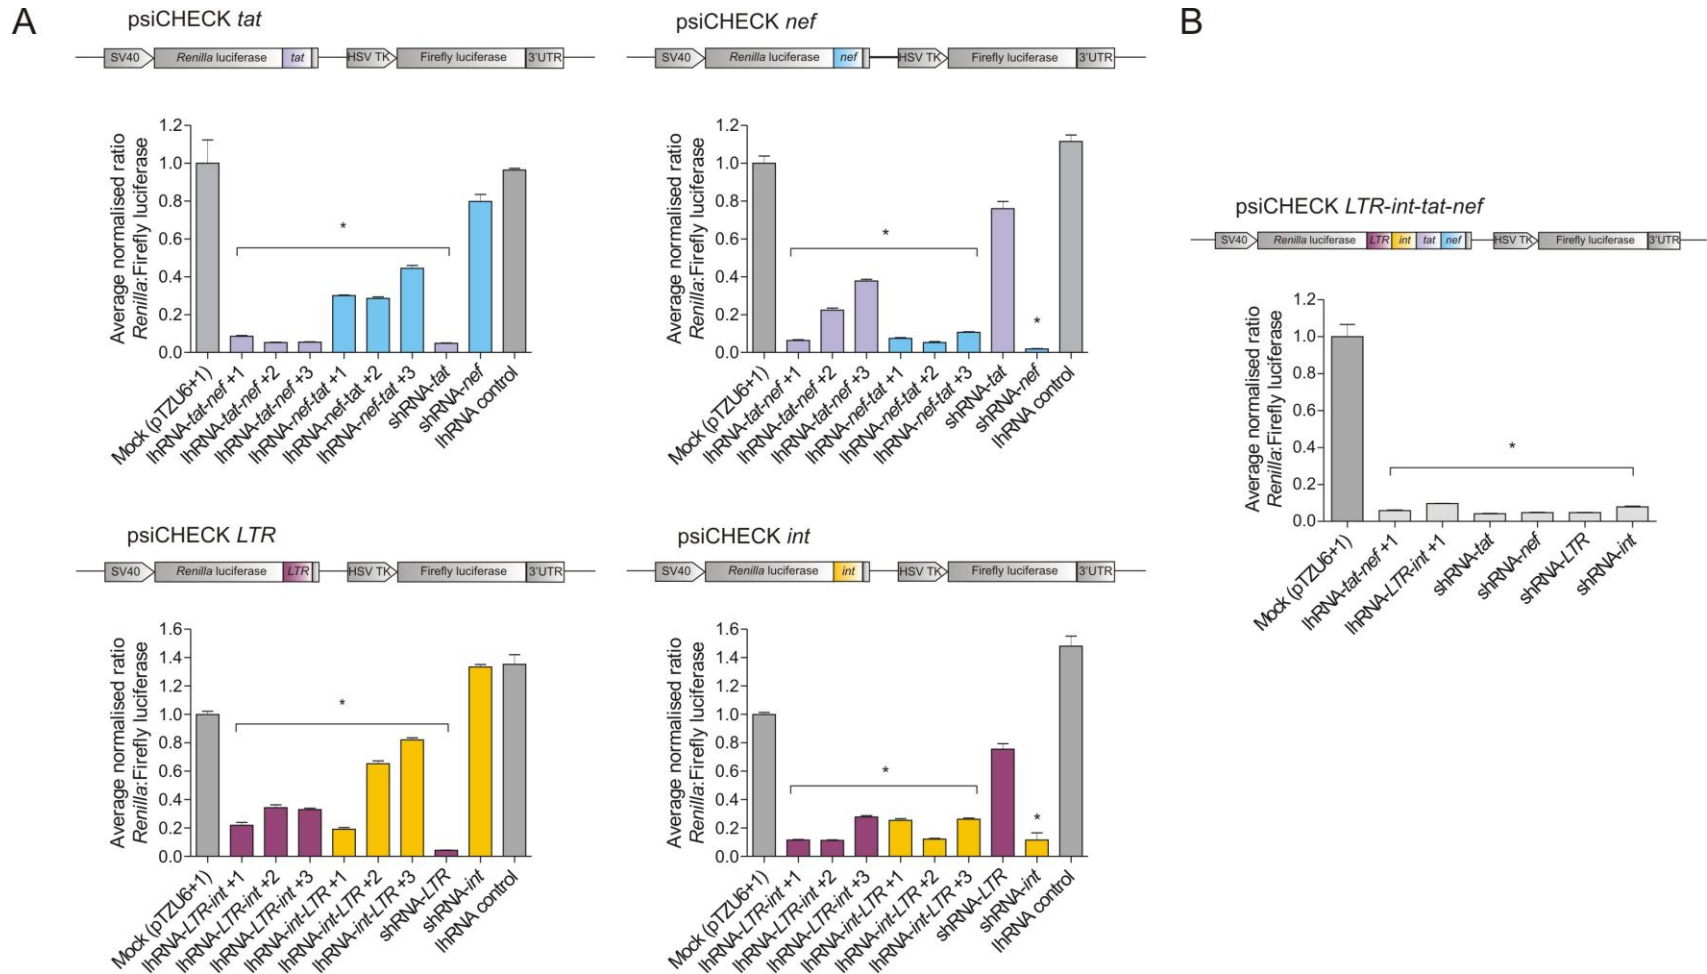 A
psiCHECK tat
SV40 Renilla luciferase tat HSV TK Firefly luciferase 3'UTR
Average normalised ratio
Renilla:Firefly luciferase
1.2
1.0
0.8
0.6
0.4
0.2
0.0
*
Mock (pTZU6+1)
lhRNA-tat-nef +1
lhRNA-tat-nef +2
lhRNA-tat-nef +3
lhRNA-nef-tat +1
lhRNA-nef-tat +2
lhRNA-nef-tat +3
shRNA-tat
shRNA-nef
lhRNA control
psiCHECK nef
SV40 Renilla luciferase nef HSV TK Firefly luciferase 3'UTR
Average normalised ratio
Renilla:Firefly luciferase
1.2
1.0
0.8
0.6
0.4
0.2
0.0
*
*
Mock (pTZU6+1)
lhRNA-tat-nef +1
lhRNA-tat-nef +2
lhRNA-tat-nef +3
lhRNA-nef-tat +1
lhRNA-nef-tat +2
lhRNA-nef-tat +3
shRNA-tat
shRNA-nef
lhRNA control
psiCHECK LTR
SV40 Renilla luciferase LTR HSV TK Firefly luciferase 3'UTR
Average normalised ratio
Renilla:Firefly luciferase
1.6
1.4
1.2
1.0
0.8
0.6
0.4
0.2
0.0
*
Mock (pTZU6+1)
lhRNA-LTR-int +1
lhRNA-LTR-int +2
lhRNA-LTR-int +3
lhRNA-int-LTR +1
lhRNA-int-LTR +2
lhRNA-int-LTR +3
shRNA-LTR
shRNA-int
lhRNA control
psiCHECK int
SV40 Renilla luciferase int HSV TK Firefly luciferase 3'UTR
Average normalised ratio
Renilla:Firefly luciferase
1.6
1.4
1.2
1.0
0.8
0.6
0.4
0.2
0.0
*
*
Mock (pTZU6+1)
lhRNA-LTR-int +1
lhRNA-LTR-int +2
lhRNA-LTR-int +3
lhRNA-int-LTR +1
lhRNA-int-LTR +2
lhRNA-int-LTR +3
shRNA-LTR
shRNA-int
lhRNA control
B
psiCHECK LTR-int-tat-nef
SV40 Renilla luciferase LTR int tat nef HSV TK Firefly luciferase 3'UTR
Average normalised ratio
Renilla:Firefly luciferase
1.2
1.0
0.8
0.6
0.4
0.2
0.0
*
Mock (pTZU6+1)
lhRNA-tat-nef +1
lhRNA-LTR-int +1
shRNA-tat
shRNA-nef
shRNA-LTR
shRNA-int